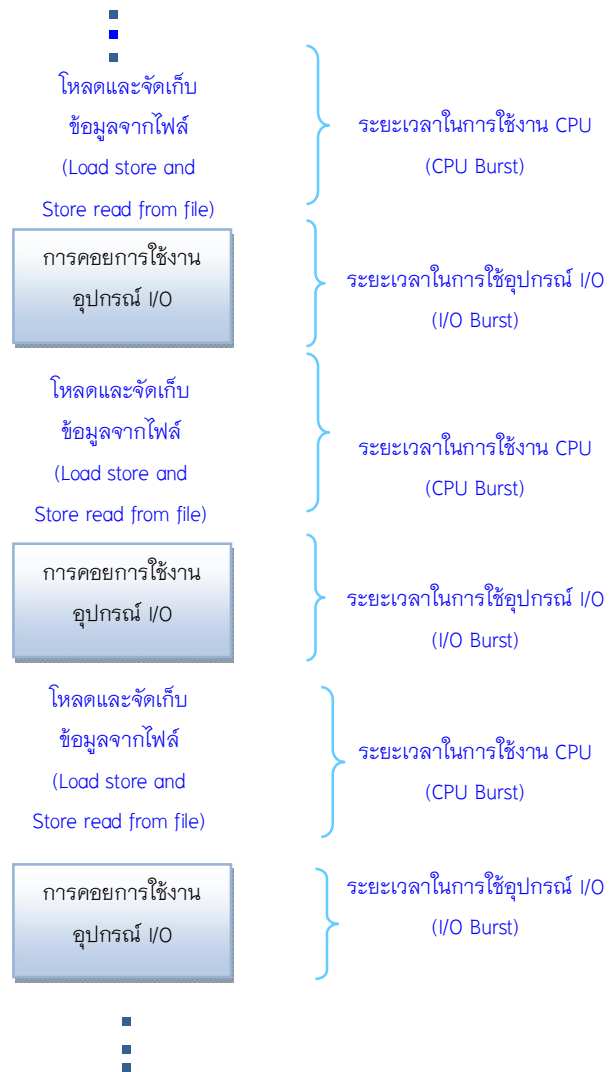 โหลดและจัดเก็บ
ข้อมูลจากไฟล์
(Load store and
Store read from file)
ระยะเวลาในการใช้งาน CPU
(CPU Burst)
การคอยการใช้งาน
อุปกรณ์ I/O
ระยะเวลาในการใช้อุปกรณ์ I/O
(I/O Burst)
โหลดและจัดเก็บ
ข้อมูลจากไฟล์
(Load store and
Store read from file)
ระยะเวลาในการใช้งาน CPU
(CPU Burst)
การคอยการใช้งาน
อุปกรณ์ I/O
ระยะเวลาในการใช้อุปกรณ์ I/O
(I/O Burst)
โหลดและจัดเก็บ
ข้อมูลจากไฟล์
(Load store and
Store read from file)
ระยะเวลาในการใช้งาน CPU
(CPU Burst)
การคอยการใช้งาน
อุปกรณ์ I/O
ระยะเวลาในการใช้อุปกรณ์ I/O
(I/O Burst)